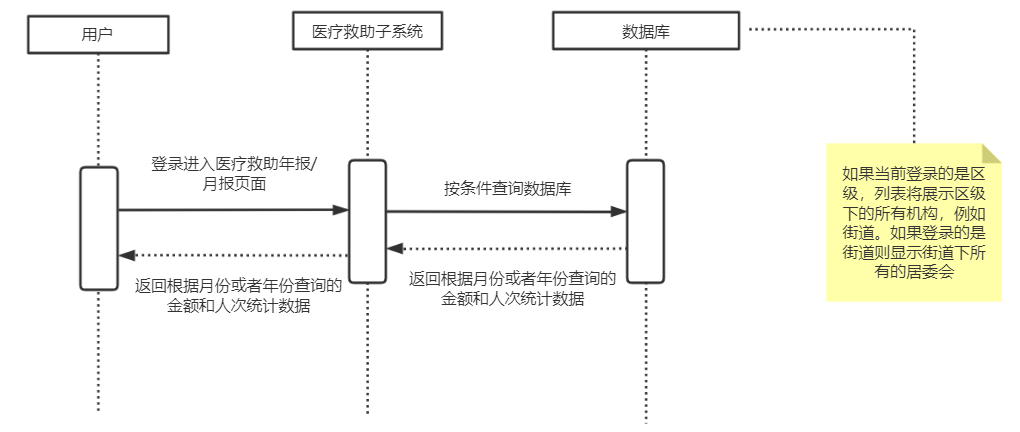 用户
医疗救助子系统
数据库
登录进入医疗救助年报/
月报页面
按条件查询数据库
返回根据月份或者年份查询的
金额和人次统计数据
返回根据月份或者年份查询的
金额和人次统计数据
如果当前登录的是区
级，列表将展示区级
下的所有机构，例如
街道。如果登录的是
街道则显示街道下所
有的居委会